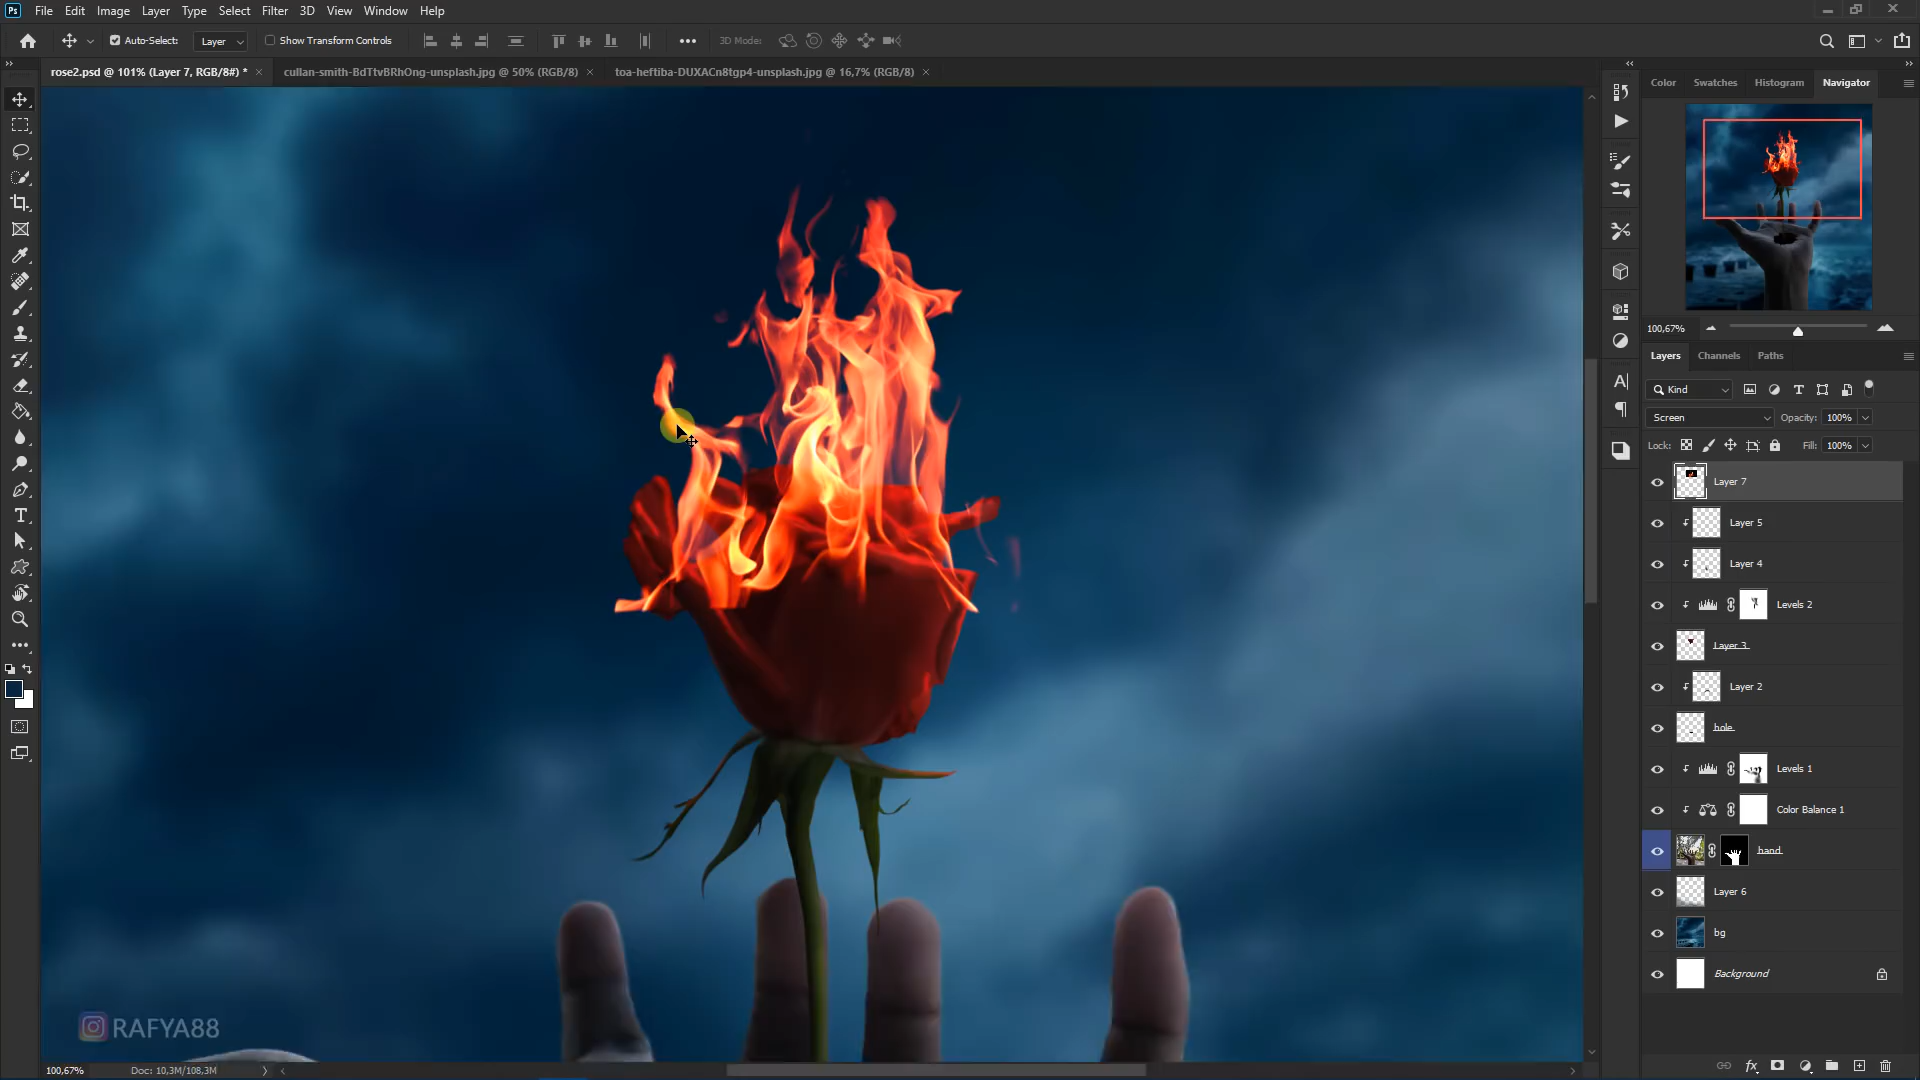 Ps File Edit Image Layer Type Select Filter 3D View Window Help
Auto-Select: Layer Show Transform Controls 3D Mode:
rose2.psd @ 101% (Layer 7, RGB/8#) * cullan-smith-BdTtvBRhOng-unsplash.jpg @ 50% (RGB/8) toa-heftiba-DUXACn8tgp4-unsplash.jpg @ 16,7% (RGB/8)
Color Swatches Histogram Navigator
100,67%
Layers Channels Paths
Kind
Screen Opacity: 100%
Lock: Fill: 100%
Layer 7
Layer 5
Layer 4
Levels 2
Layer 3
Layer 2
hole
Levels 1
Color Balance 1
hand
Layer 6
bg
Background
RAFYA88
100,67% Doc: 10,3M/108,3M